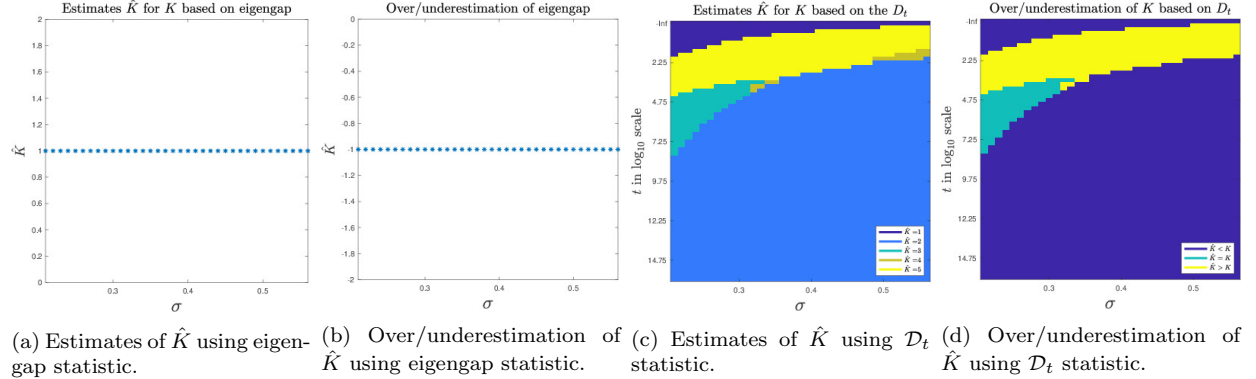 Estimates K̂ for K based on eigengap
2
1.8
1.6
1.4
1.2
1
0.8
0.6
0.4
0.2
0
K̂
0.3
0.4
0.5
σ
(a) Estimates of K̂ using eigen-
gap statistic.
Over/underestimation of eigengap
0
-0.2
-0.4
-0.6
-0.8
-1
-1.2
-1.4
-1.6
-1.8
-2
K̂
0.3
0.4
0.5
σ
(b) Over/underestimation of
K̂ using eigengap statistic.
Estimates K̂ for K based on the D_t
-Inf
2.25
4.75
7.25
9.75
12.25
14.75
t in log₁₀ scale
K̂ =1
K̂ =2
K̂ =3
K̂ =4
K̂ =5
0.3
0.4
0.5
σ
(c) Estimates of K̂ using 𝒟_t
statistic.
Over/underestimation of K based on D_t
-Inf
2.25
4.75
7.25
9.75
12.25
14.75
t in log₁₀ scale
K̂ < K
K̂ = K
K̂ > K
0.3
0.4
0.5
σ
(d) Over/underestimation of
K̂ using 𝒟_t statistic.